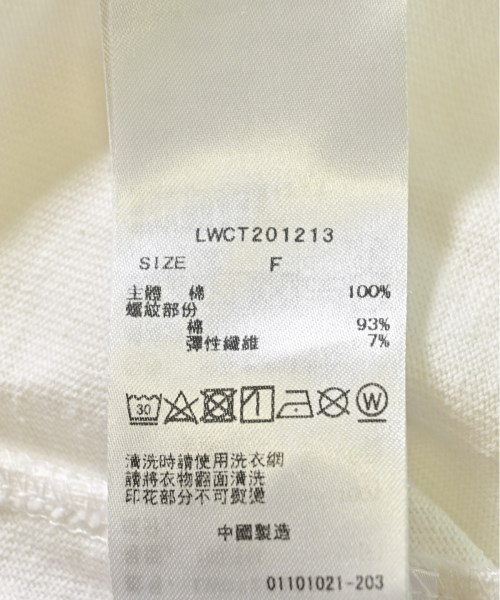 LWCT201213
SIZE F
主體 棉 100%
螺紋部份
棉 93%
彈性纖維 7%
30 W
清洗時請使用洗衣網
請將衣物翻面清洗
印花部分不可熨燙
中國製造
01101021-203